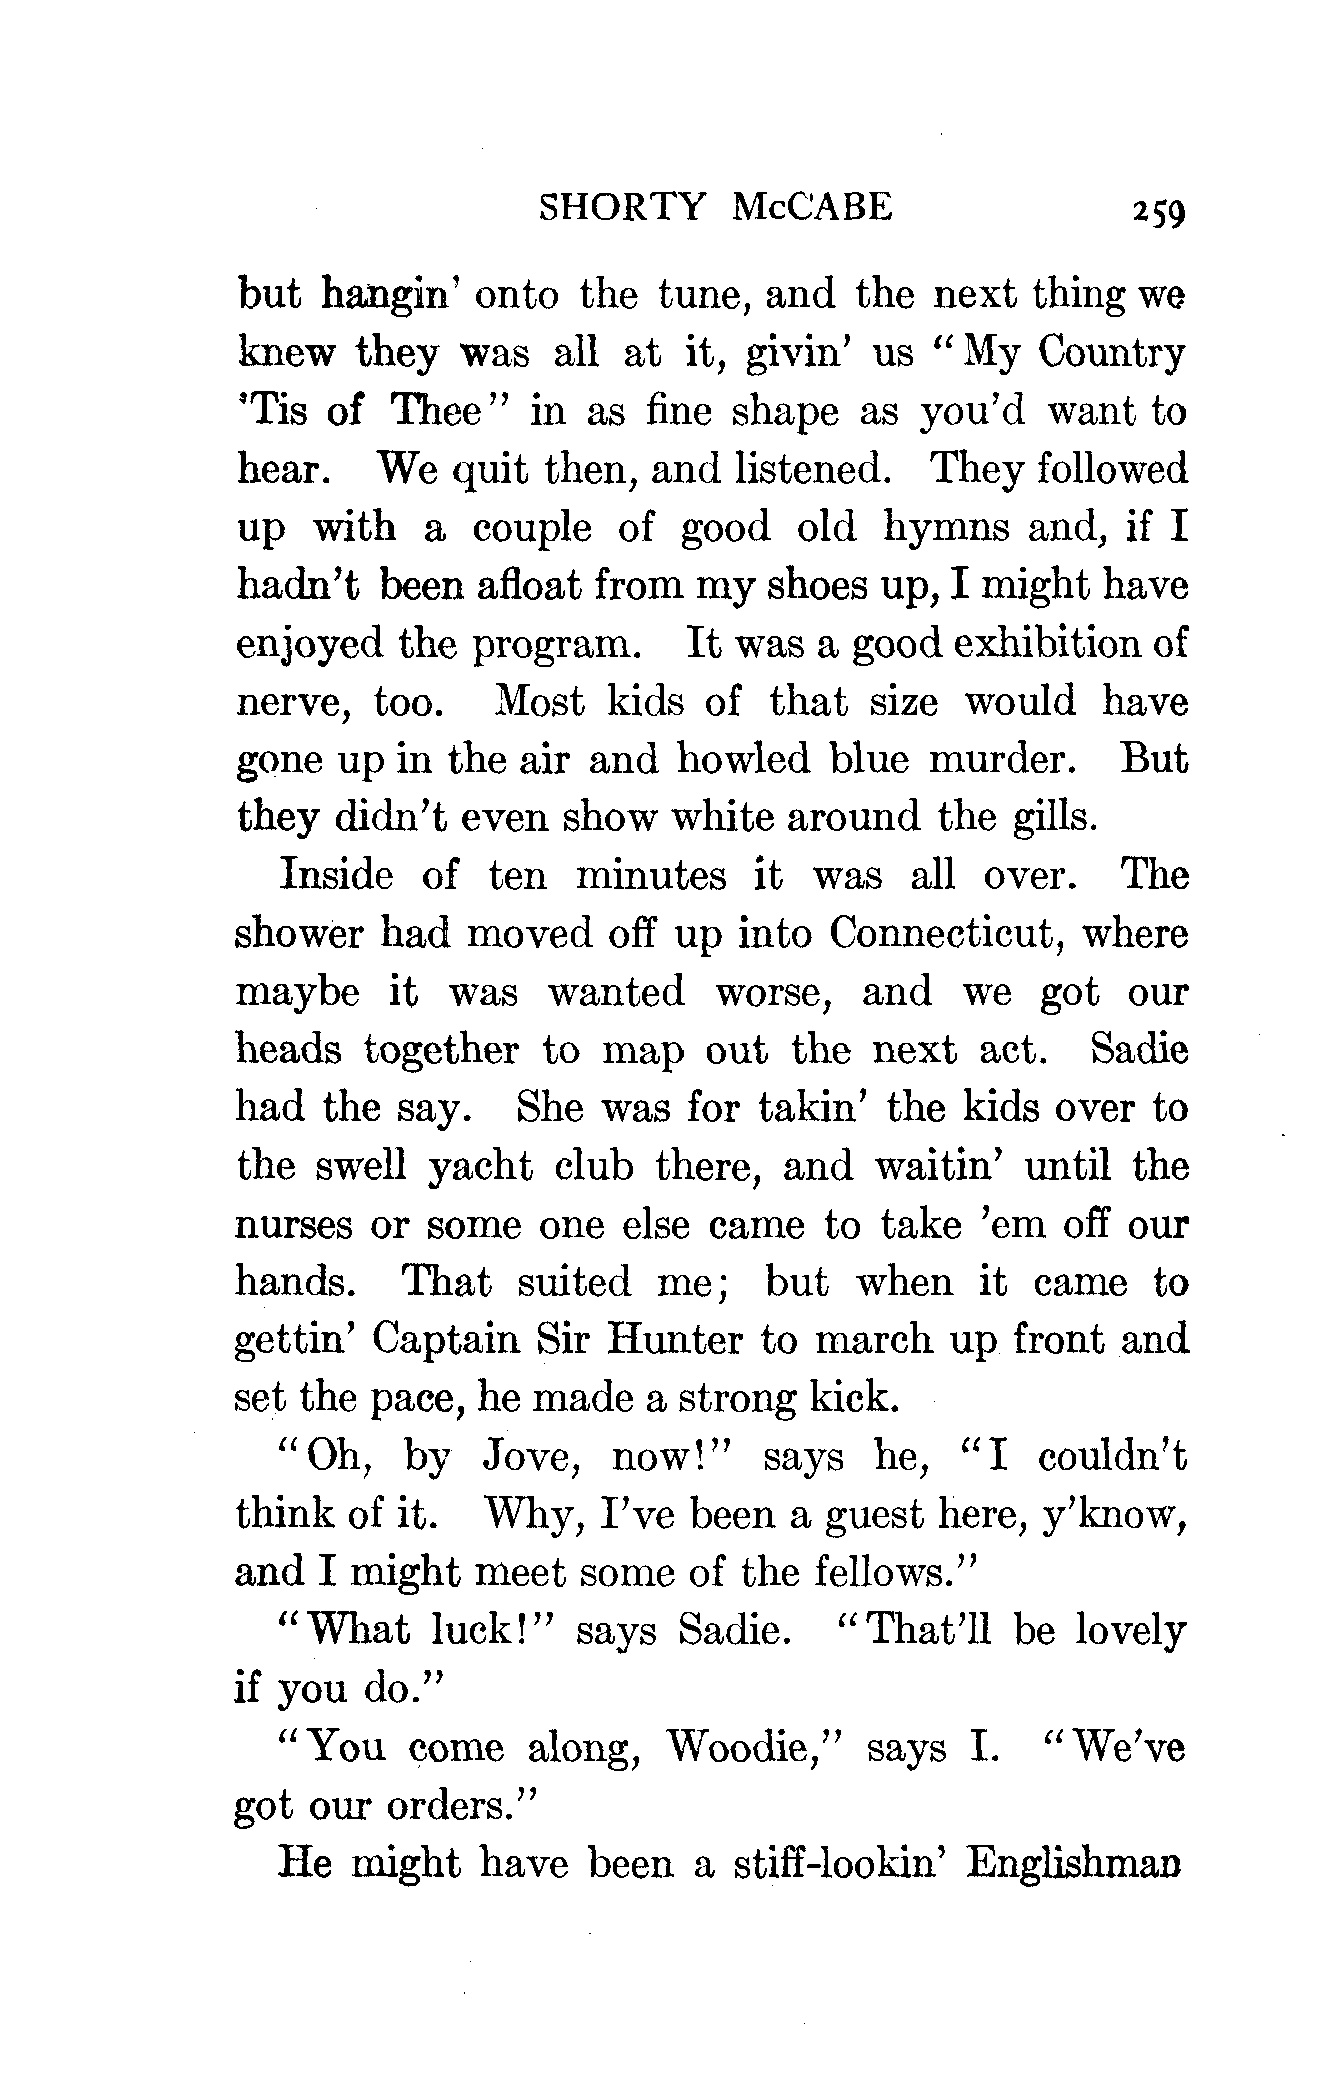 SHORTY McCABE 259
but hangin' onto the tune, and the next thing we
knew they was all at it, givin' us "My Country
'Tis of Thee" in as fine shape as you'd want to
hear. We quit then, and listened. They followed
up with a couple of good old hymns and, if I
hadn't been afloat from my shoes up, I might have
enjoyed the program. It was a good exhibition of
nerve, too. Most kids of that size would have
gone up in the air and howled blue murder. But
they didn't even show white around the gills.
Inside of ten minutes it was all over. The
shower had moved off up into Connecticut, where
maybe it was wanted worse, and we got our
heads together to map out the next act. Sadie
had the say. She was for takin' the kids over to
the swell yacht club there, and waitin' until the
nurses or some one else came to take 'em off our
hands. That suited me; but when it came to
gettin' Captain Sir Hunter to march up front and
set the pace, he made a strong kick.
"Oh, by Jove, now!" says he, "I couldn't
think of it. Why, I've been a guest here, y'know,
and I might meet some of the fellows."
"What luck!" says Sadie. "That'll be lovely
if you do."
"You come along, Woodie," says I. "We've
got our orders."
He might have been a stiff-lookin' Englishman